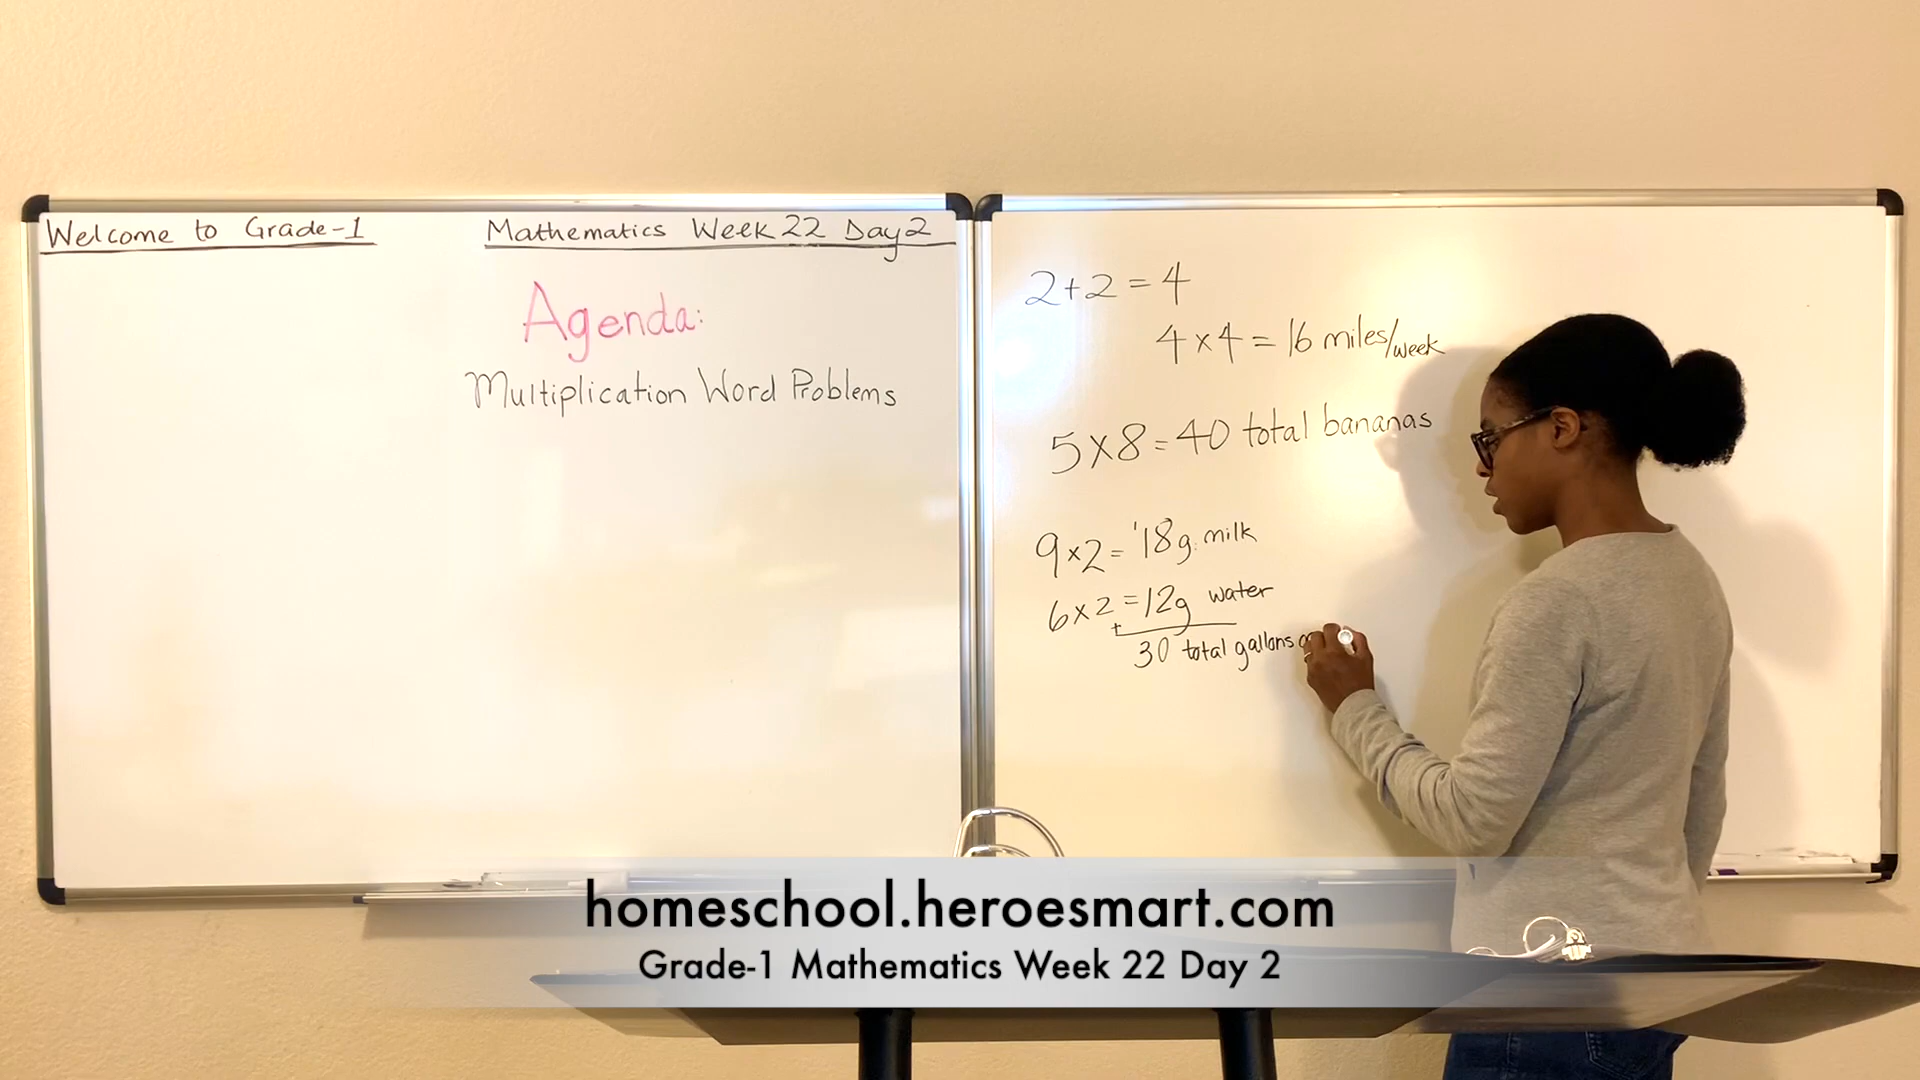 Welcome to Grade-1 Mathematics Week 22 Day 2
Agenda:
Multiplication Word Problems
2+2=4
4x4=16 miles/week
5x8=40 total bananas
9x2='18g. milk
6x2=12g water
+
30 total gallons
homeschool.heroesmart.com
Grade-1 Mathematics Week 22 Day 2